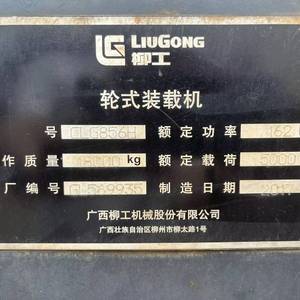 LIUGONG
柳工
轮式装载机
号 CLG856H 额定功率 162
作质量 kg 额定载荷 5000
厂编号 制造日期 201
广西柳工机械股份有限公司
广西壮族自治区柳州市柳太路1号